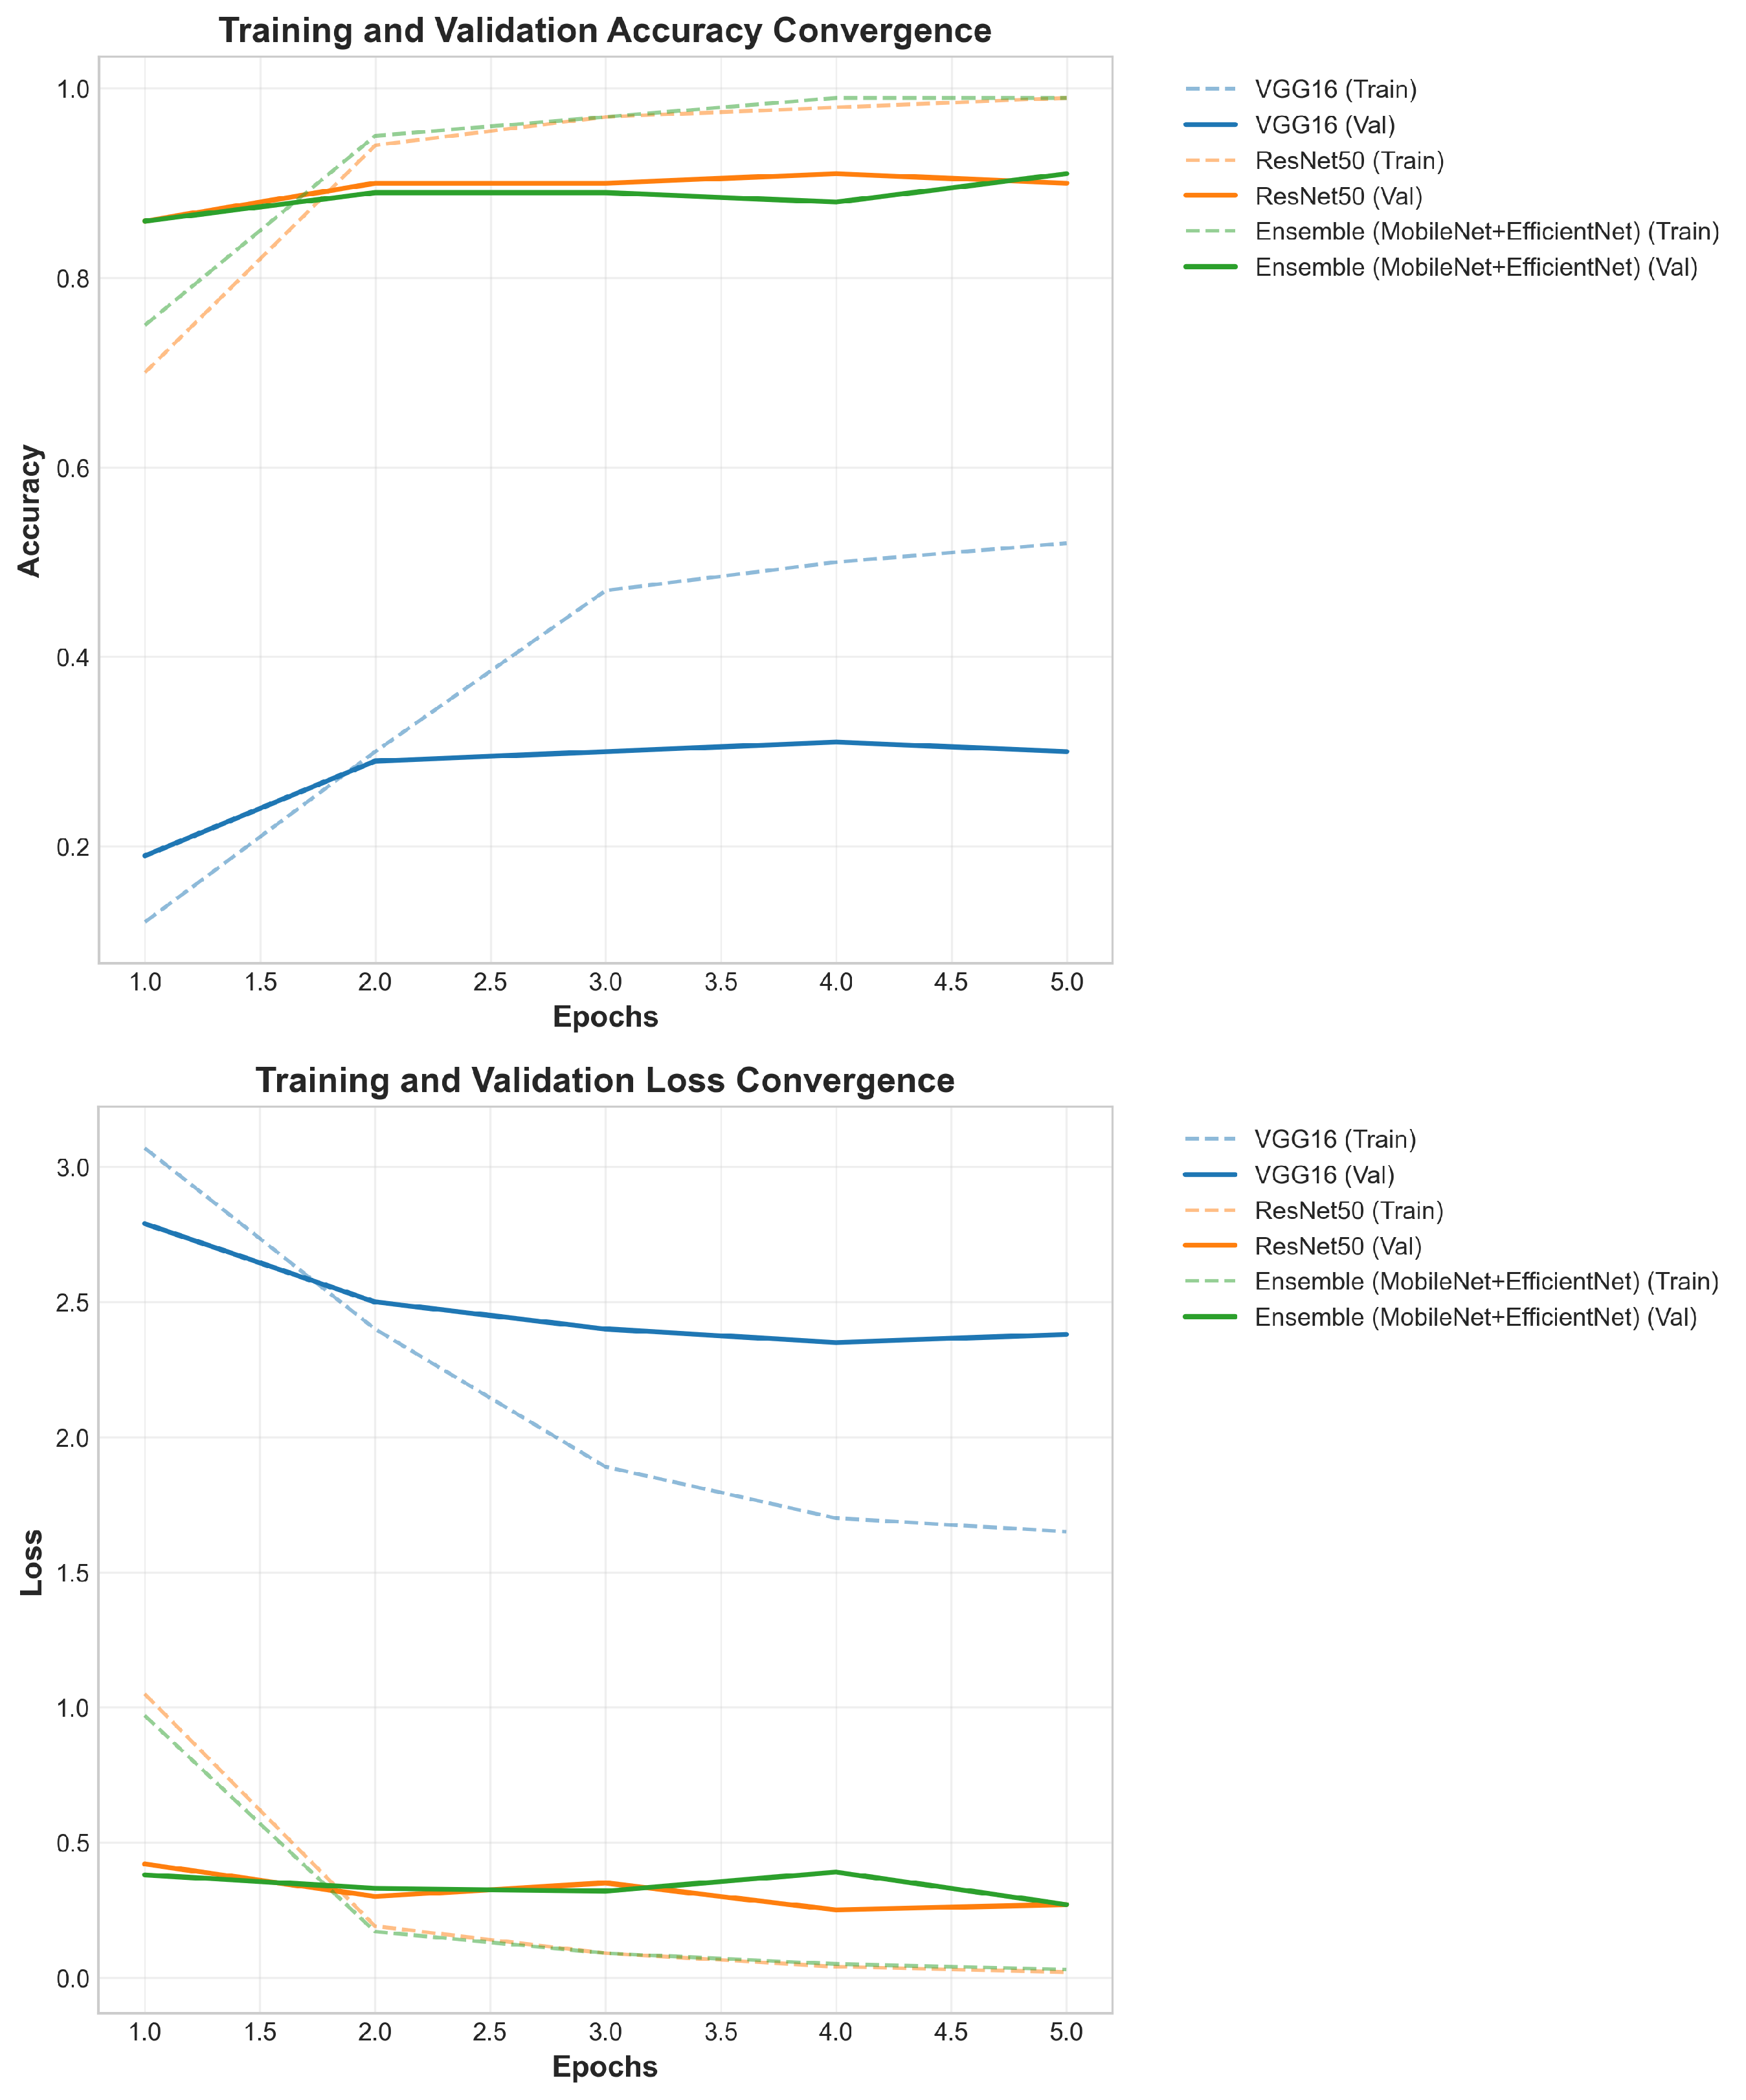 Training and Validation Accuracy Convergence
1.0
0.8
0.6
0.4
0.2
Accuracy
1.0 1.5 2.0 2.5 3.0 3.5 4.0 4.5 5.0
Epochs
VGG16 (Train)
VGG16 (Val)
ResNet50 (Train)
ResNet50 (Val)
Ensemble (MobileNet+EfficientNet) (Train)
Ensemble (MobileNet+EfficientNet) (Val)
Training and Validation Loss Convergence
3.0
2.5
2.0
1.5
1.0
0.5
0.0
Loss
1.0 1.5 2.0 2.5 3.0 3.5 4.0 4.5 5.0
Epochs
VGG16 (Train)
VGG16 (Val)
ResNet50 (Train)
ResNet50 (Val)
Ensemble (MobileNet+EfficientNet) (Train)
Ensemble (MobileNet+EfficientNet) (Val)